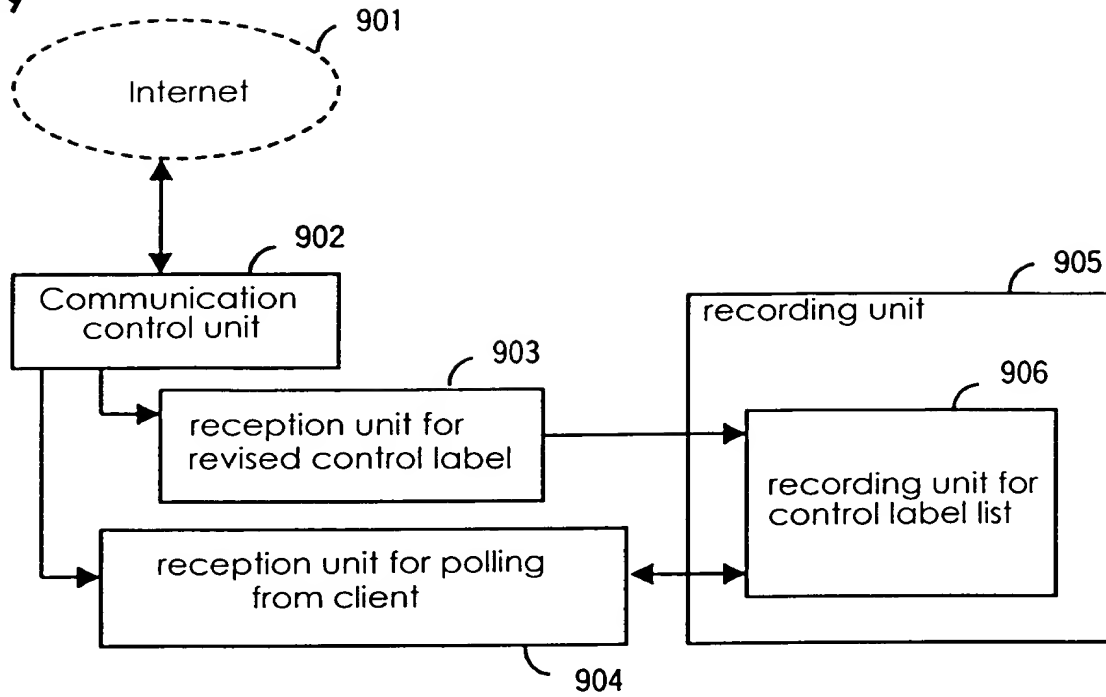 9
901
Internet
902
Communication
control unit
905
recording unit
903
reception unit for
revised control label
906
recording unit for
control label list
reception unit for polling
from client
904